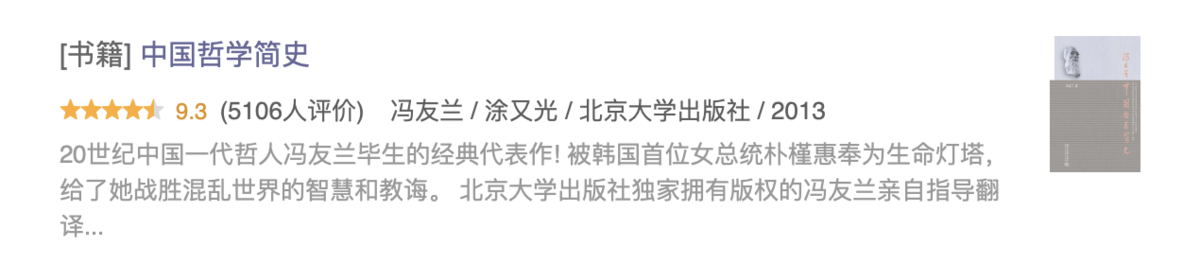 [书籍] 中国哲学简史
9.3 (5106人评价) 冯友兰 / 涂又光 / 北京大学出版社 / 2013
20世纪中国一代哲人冯友兰毕生的经典代表作! 被韩国首位女总统朴槿惠奉为生命灯塔，
给了她战胜混乱世界的智慧和教诲。 北京大学出版社独家拥有版权的冯友兰亲自指导翻
译...